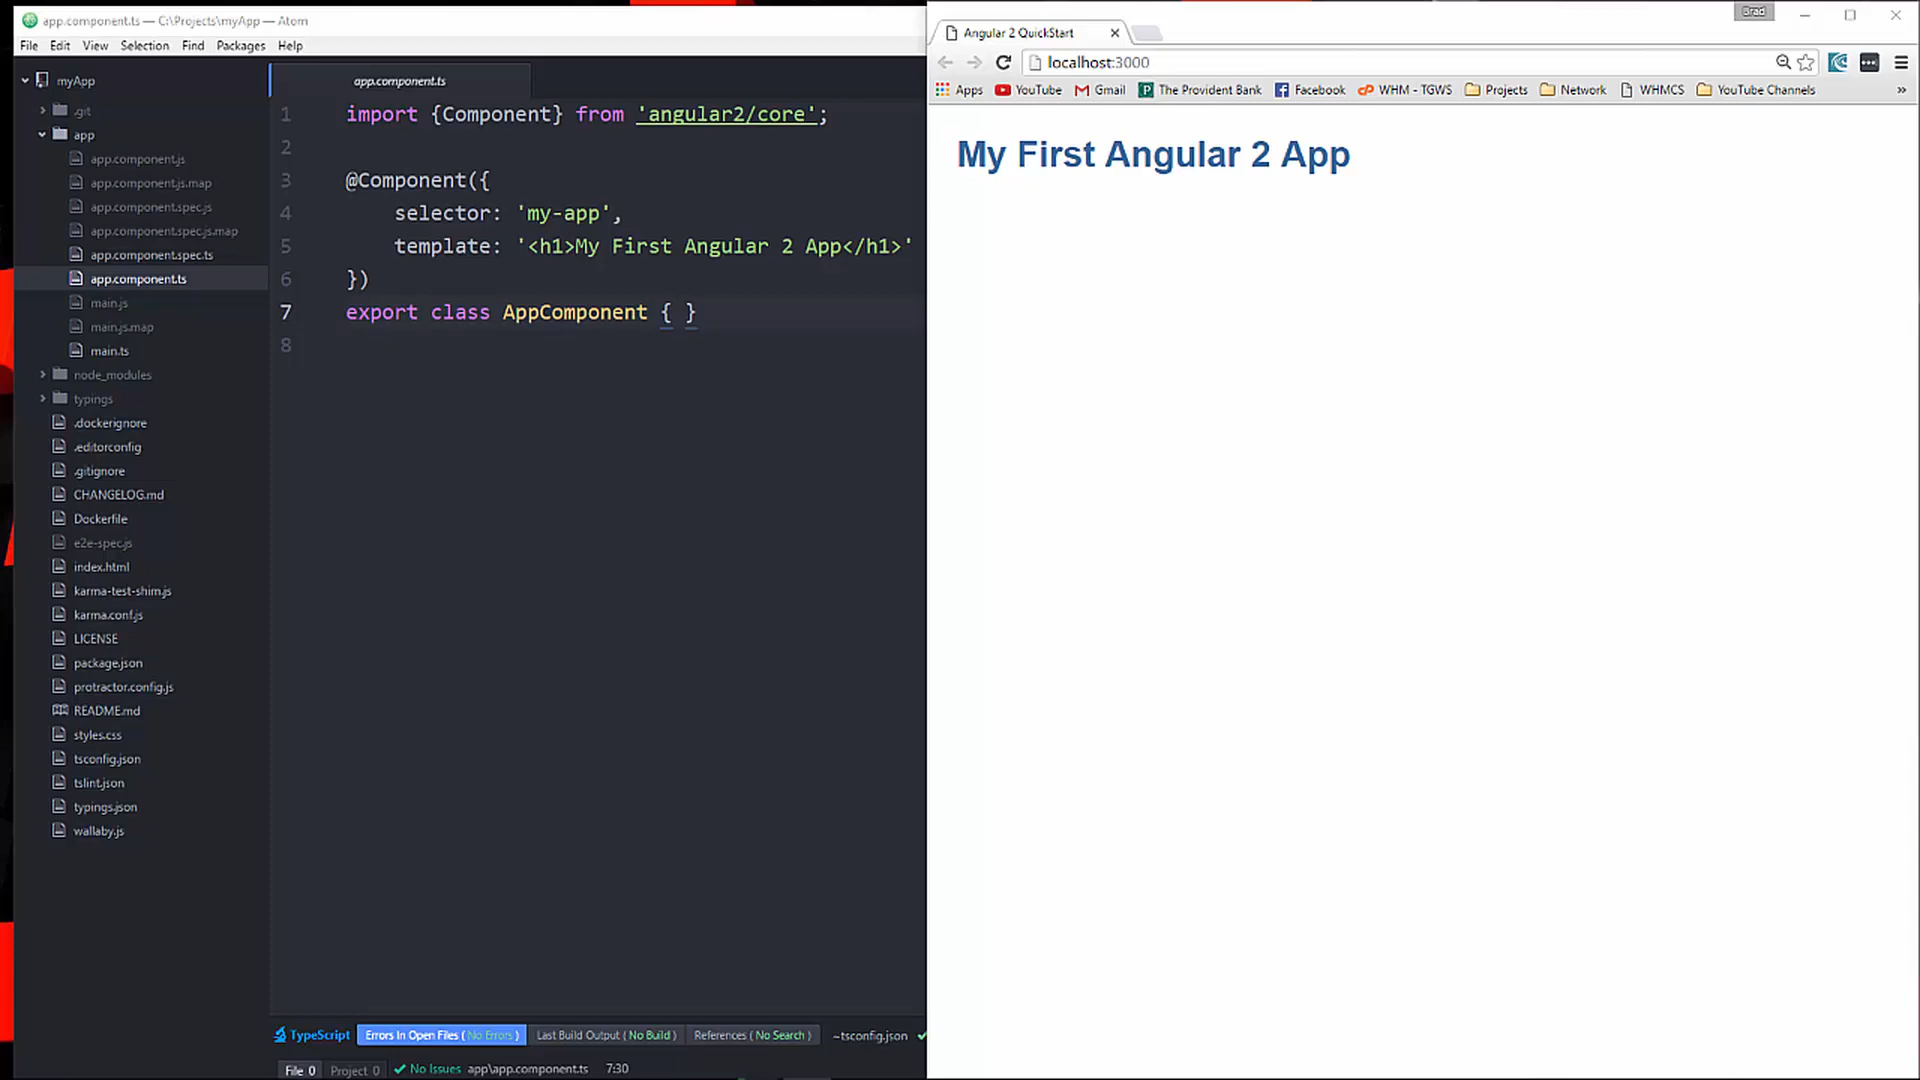 app.component.ts — C:\Projects\myApp — Atom
File Edit View Selection Find Packages Help
myApp
.git
app
app.component.js
app.component.js.map
app.component.spec.js
app.component.spec.js.map
app.component.spec.ts
app.component.ts
main.js
main.js.map
main.ts
node_modules
typings
.dockerignore
.editorconfig
.gitignore
CHANGELOG.md
Dockerfile
e2e-spec.js
index.html
karma-test-shim.js
karma.conf.js
LICENSE
package.json
protractor.config.js
README.md
styles.css
tsconfig.json
tslint.json
typings.json
wallaby.js
app.component.ts
1 import {Component} from 'angular2/core';
2
3 @Component({
4 selector: 'my-app',
5 template: '<h1>My First Angular 2 App</h1>'
6 })
7 export class AppComponent { }
8
TypeScript Errors In Open Files ( No Errors ) Last Build Output ( No Build ) References ( No Search ) ~tsconfig.json
File 0 Project 0 No Issues app\app.component.ts 7:30
Brad
Angular 2 QuickStart
localhost:3000
Apps YouTube Gmail The Provident Bank Facebook WHM - TGWS Projects Network WHMCS YouTube Channels »
My First Angular 2 App